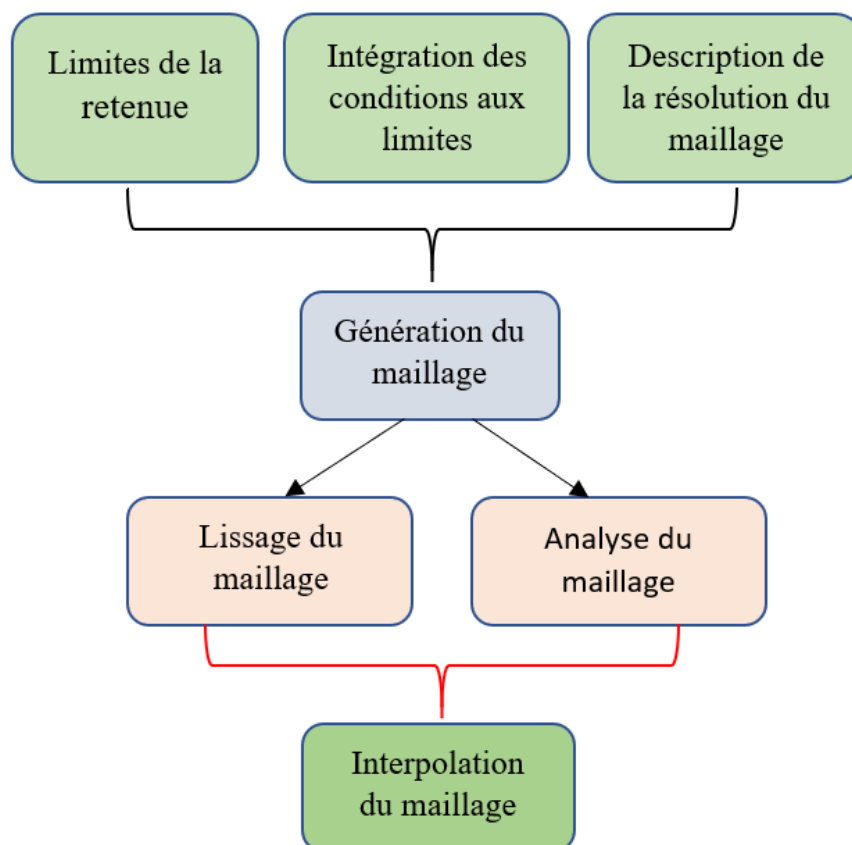 Limites de la
retenue
Intégration des
conditions aux
limites
Description de
la résolution du
maillage
Génération du
maillage
Lissage du
maillage
Analyse du
maillage
Interpolation
du maillage